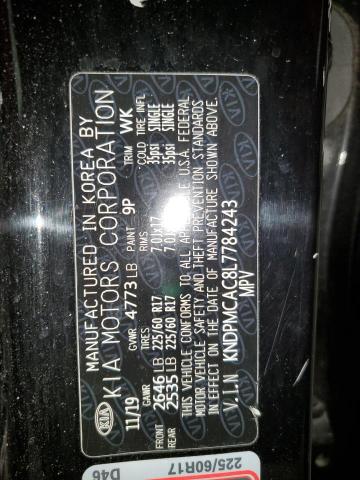 MANUFACTURED IN KOREA BY
KIA KIA MOTORS CORPORATION
11/19 GVWR 4773 LB PAINT 9P TRIM WK
GAWR TIRES RIMS COLD TIRE INFL
FRONT 2646 LB 225/60 R17 7.0Jx17 35psi SINGLE
REAR 2535 LB 225/60 R17 35psi SINGLE
THIS VEHICLE CONFORMS TO ALL U.S.A. FEDERAL
MOTOR VEHICLE SAFETY AND THEFT PREVENTION STANDARDS
IN EFFECT ON THE DATE OF MANUFACTURE SHOWN ABOVE.
V.I.N KNDPMCAC8L7784243
MPV
225/60R17
D46